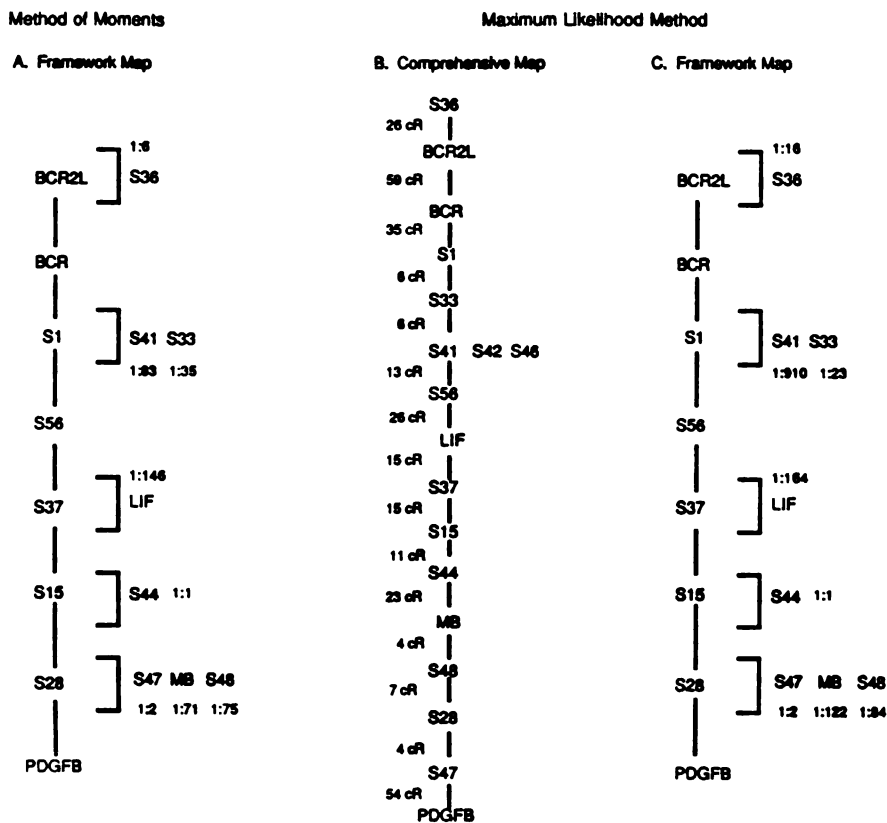 Method of Moments
Maximum Likelihood Method
A. Framework Map
1:6
BCR2L
S36
BCR
S1
S41 S33
1:83 1:35
S56
1:146
S37
LIF
S15
S44 1:1
S28
S47 MB S48
1:2 1:71 1:75
PDGFB
B. Comprehensive Map
S36
26 cR
BCR2L
59 cR
BCR
35 cR
S1
6 cR
S33
6 cR
S41 S42 S46
13 cR
S56
26 cR
LIF
15 cR
S37
15 cR
S15
11 cR
S44
23 cR
MB
4 cR
S48
7 cR
S28
4 cR
S47
54 cR
PDGFB
C. Framework Map
1:16
BCR2L
S36
BCR
S1
S41 S33
1:910 1:23
S56
1:164
S37
LIF
S15
S44 1:1
S28
S47 MB S48
1:2 1:122 1:84
PDGFB